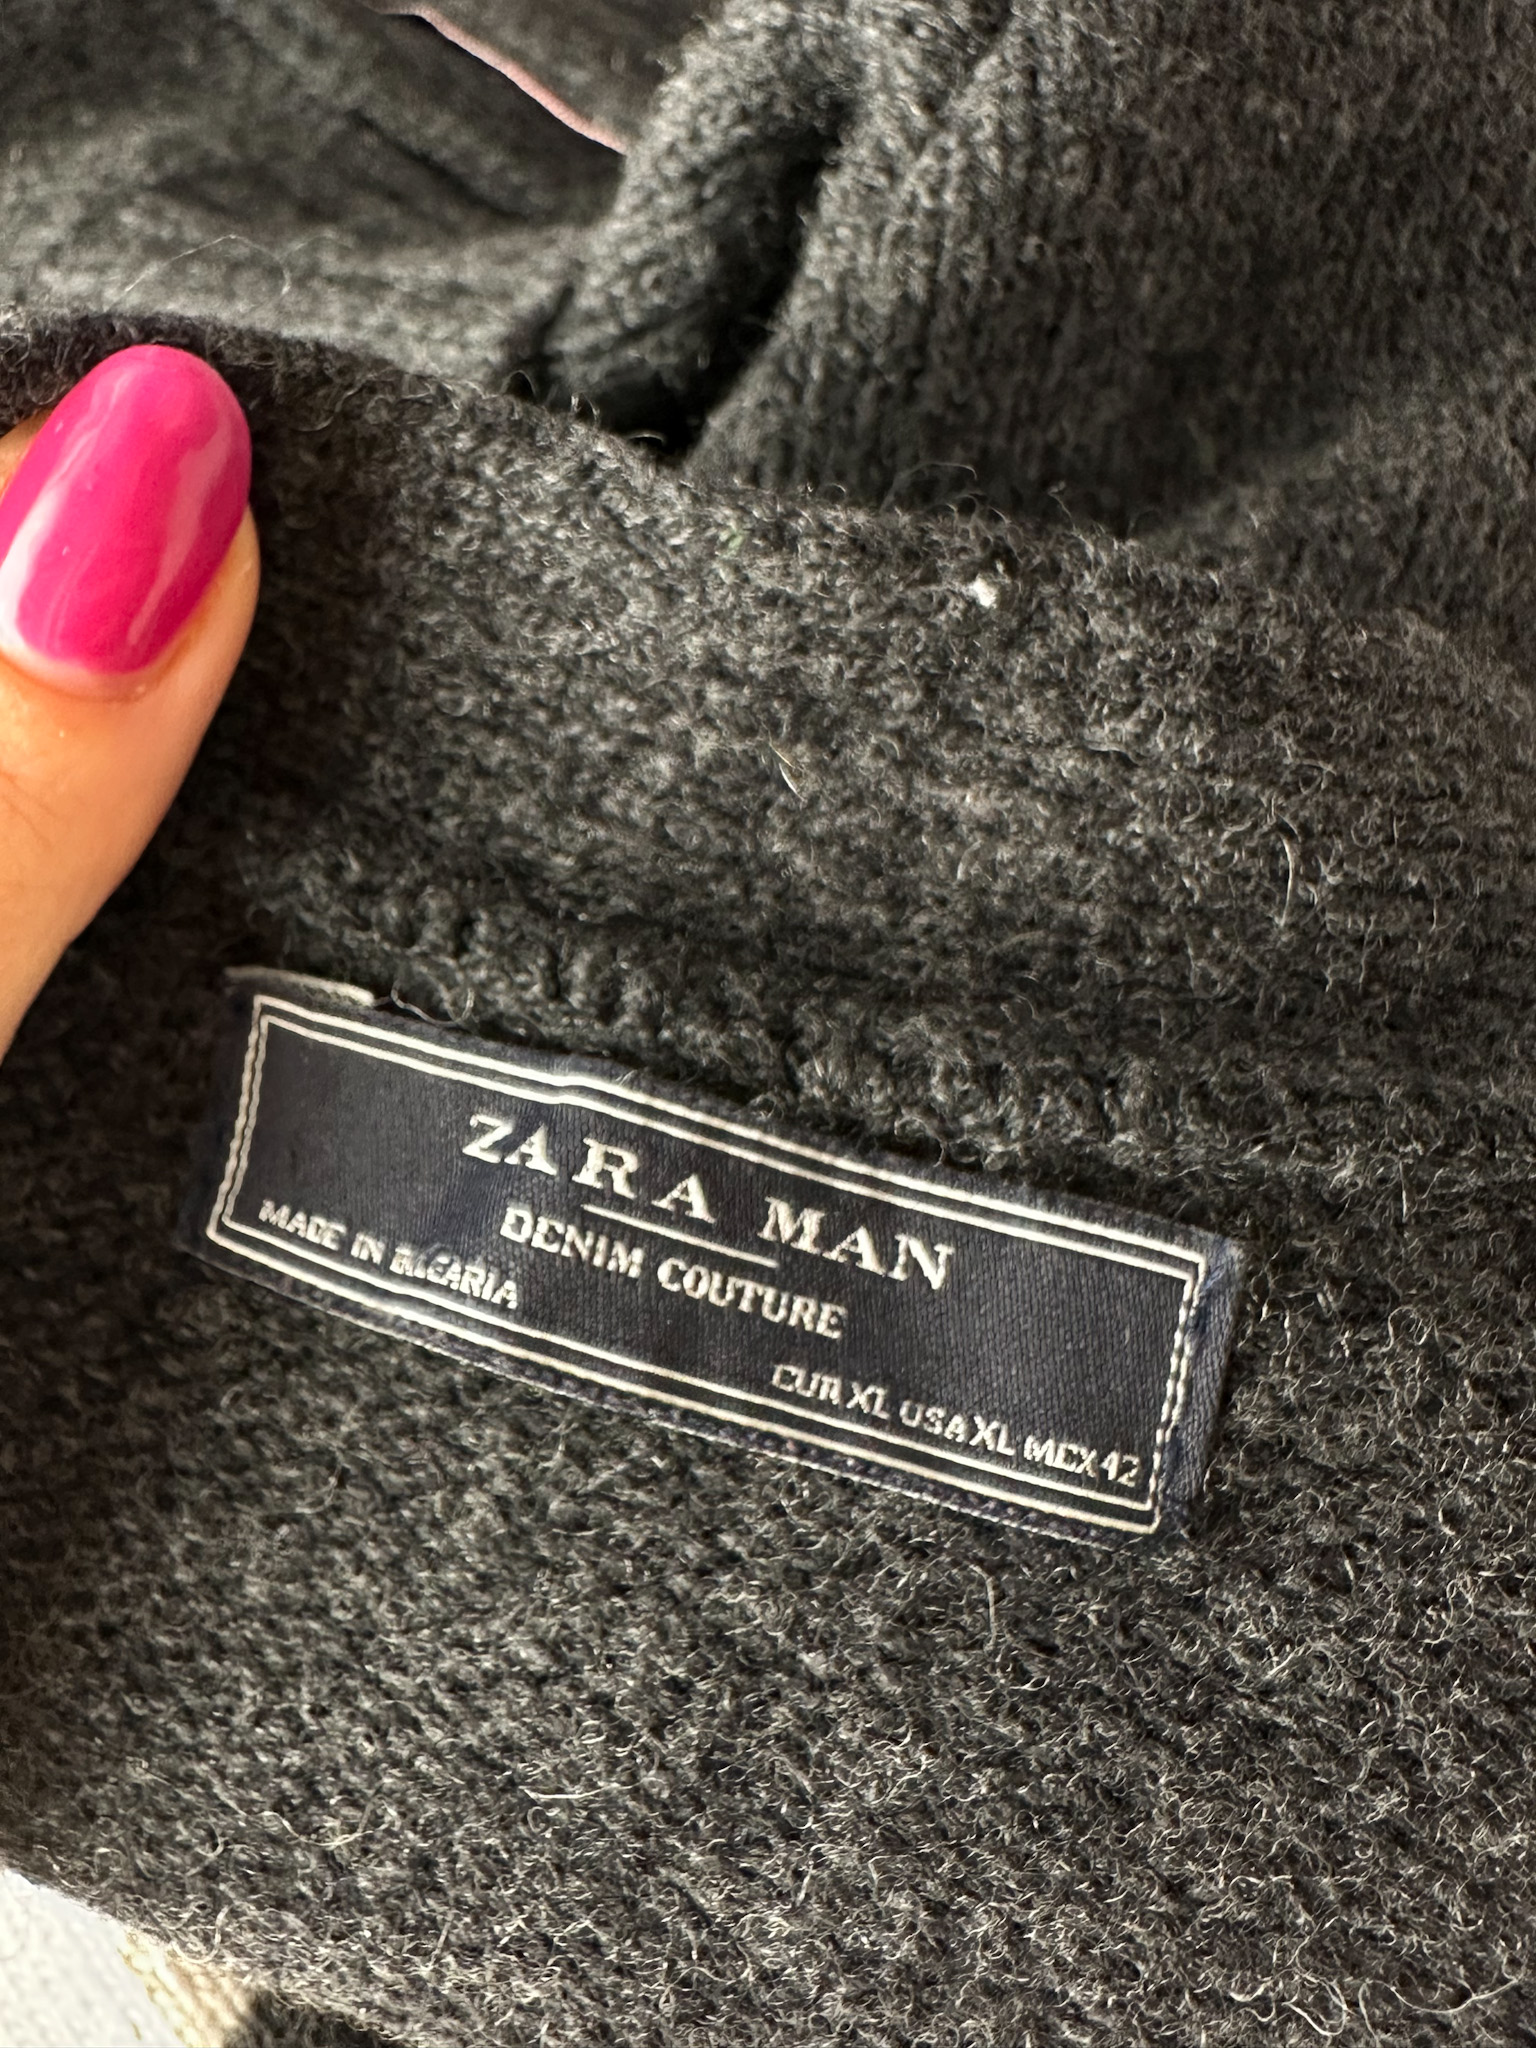 ZARA MAN
DENIM COUTURE
MADE IN BULGARIA
EUR XL USA XL MEX 42